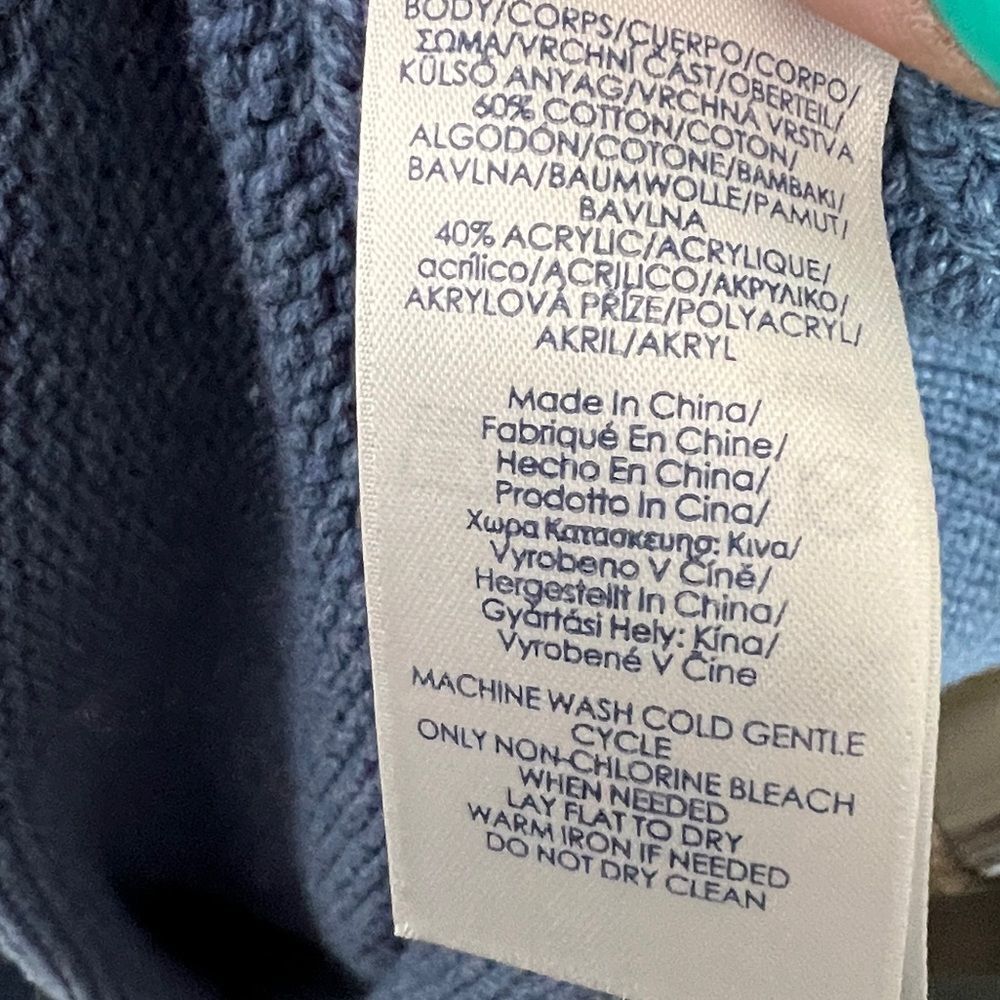 BODY/CORPS/CUERPO/CORPO/
ΣΩΜΑ/VRCHNÍ ČÁST/OBERTEIL/
KÜLSŐ ANYAG/VRCHNÁ VRSTVA
60% COTTON/COTON/
ALGODÓN/COTONE/BAMBAKI/
BAVLNA/BAUMWOLLE/PAMUT/
BAVLNA
40% ACRYLIC/ACRYLIQUE/
acrílico/ACRILICO/ΑΚΡΥΛΙΚΟ/
AKRYLOVÁ PŘÍZE/POLYACRYL/
AKRIL/AKRYL
Made In China/
Fabriqué En Chine/
Hecho En China/
Prodotto In Cina/
Χωρα Κατασκευης: Κινα/
Vyrobeno V Číně/
Hergestellt In China/
Gyártási Hely: Kína/
Vyrobené V Číne
MACHINE WASH COLD GENTLE
CYCLE
ONLY NON-CHLORINE BLEACH
WHEN NEEDED
LAY FLAT TO DRY
WARM IRON IF NEEDED
DO NOT DRY CLEAN